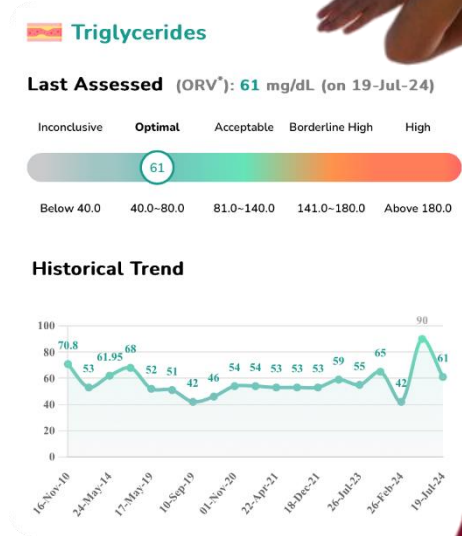 Triglycerides
Last Assessed (ORV*): 61 mg/dL (on 19-Jul-24)
Inconclusive Optimal Acceptable Borderline High High
61
Below 40.0 40.0~80.0 81.0~140.0 141.0~180.0 Above 180.0
Historical Trend
100
80
60
40
20
0
70.8 53 61.95 68 52 51 42 46 54 54 53 53 53 59 55 65 42 90 61
16-Nov-10 24-May-14 17-May-19 10-Sep-19 01-Nov-20 22-Apr-21 18-Dec-21 26-Jul-23 26-Feb-24 19-Jul-24